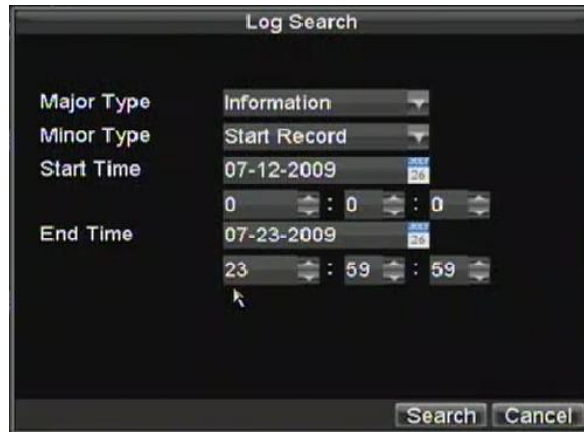 Log Search
Major Type Information
Minor Type Start Record
Start Time 07-12-2009
0 : 0 : 0
End Time 07-23-2009
23 : 59 : 59
Search Cancel